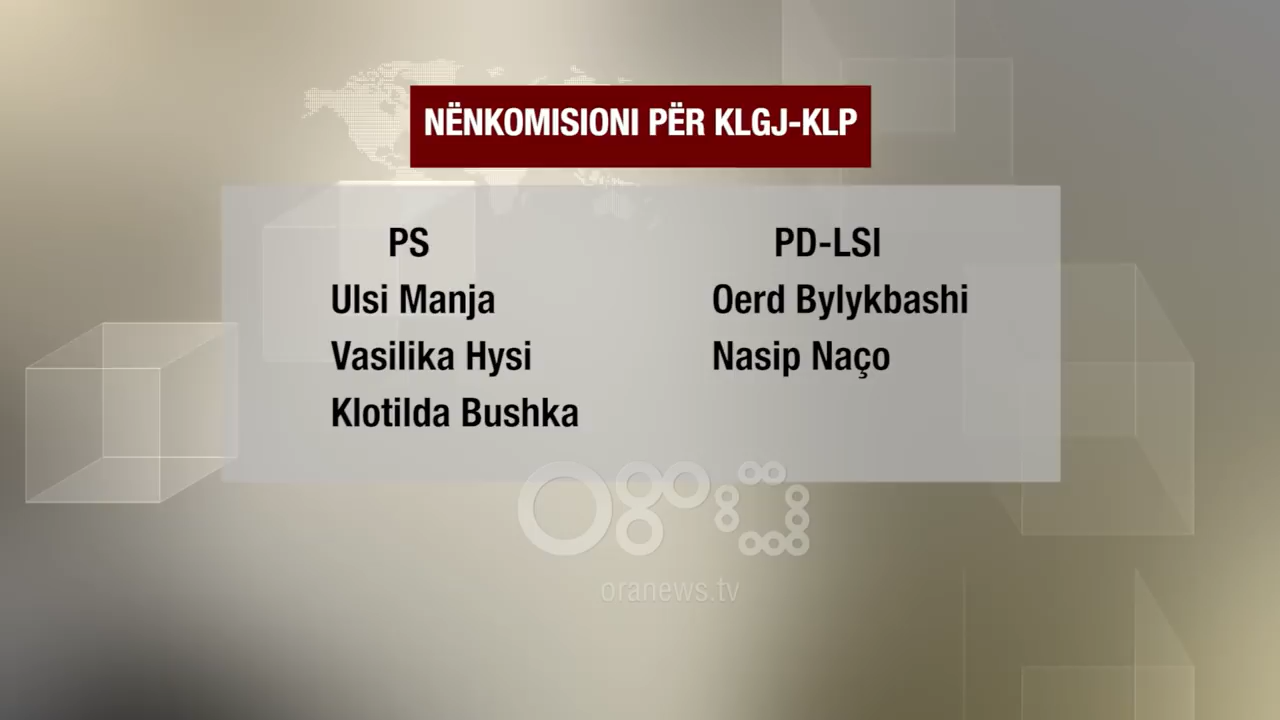 NËNKOMISIONI PËR KLGJ-KLP
PS
Ulsi Manja
Vasilika Hysi
Klotilda Bushka
PD-LSI
Oerd Bylykbashi
Nasip Naço
ora
oranews.tv